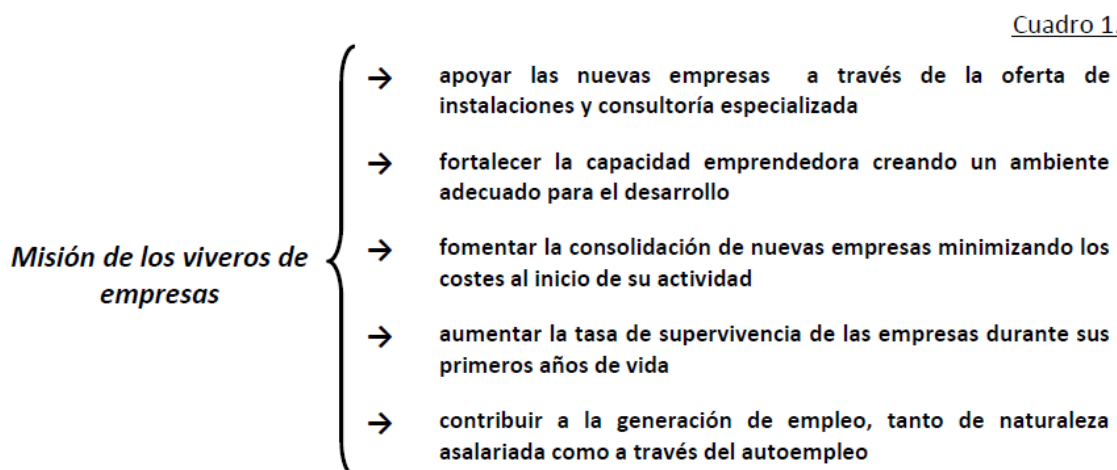 Cuadro 1.
→ apoyar las nuevas empresas a través de la oferta de
instalaciones y consultoría especializada
→ fortalecer la capacidad emprendedora creando un ambiente
adecuado para el desarrollo
Misión de los viveros de
empresas
→ fomentar la consolidación de nuevas empresas minimizando los
costes al inicio de su actividad
→ aumentar la tasa de supervivencia de las empresas durante sus
primeros años de vida
→ contribuir a la generación de empleo, tanto de naturaleza
asalariada como a través del autoempleo